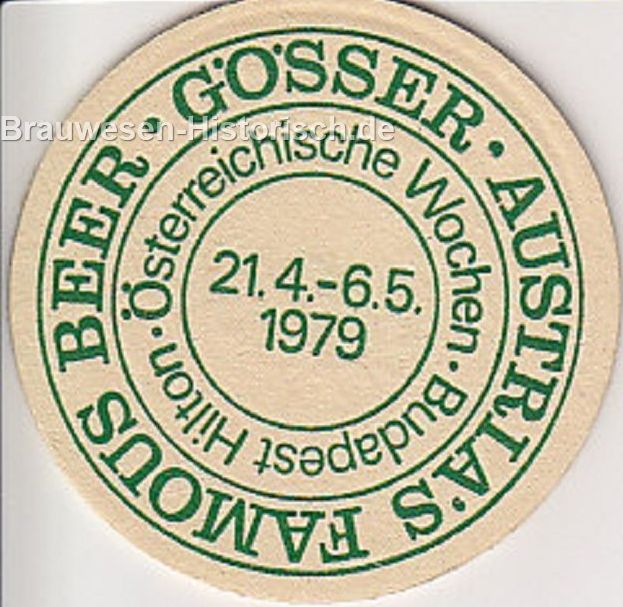 GÖSSER · AUSTRIA'S FAMOUS BEER ·
Österreichische Wochen · Budapest Hilton ·
21. 4.-6.5.
1979
Brauwesen-Historisch.de